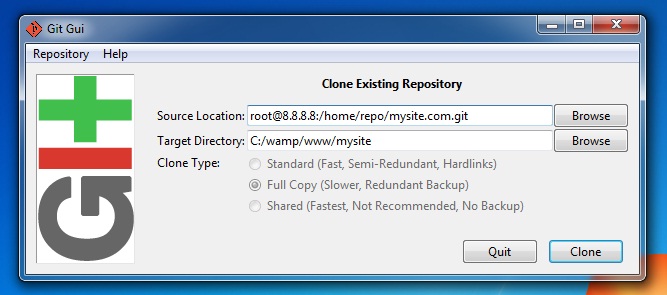 Git Gui
Repository Help
Clone Existing Repository
Source Location: root@8.8.8.8:/home/repo/mysite.com.git Browse
Target Directory: C:/wamp/www/mysite Browse
Clone Type: Standard (Fast, Semi-Redundant, Hardlinks)
Full Copy (Slower, Redundant Backup)
Shared (Fastest, Not Recommended, No Backup)
GIT
Quit Clone